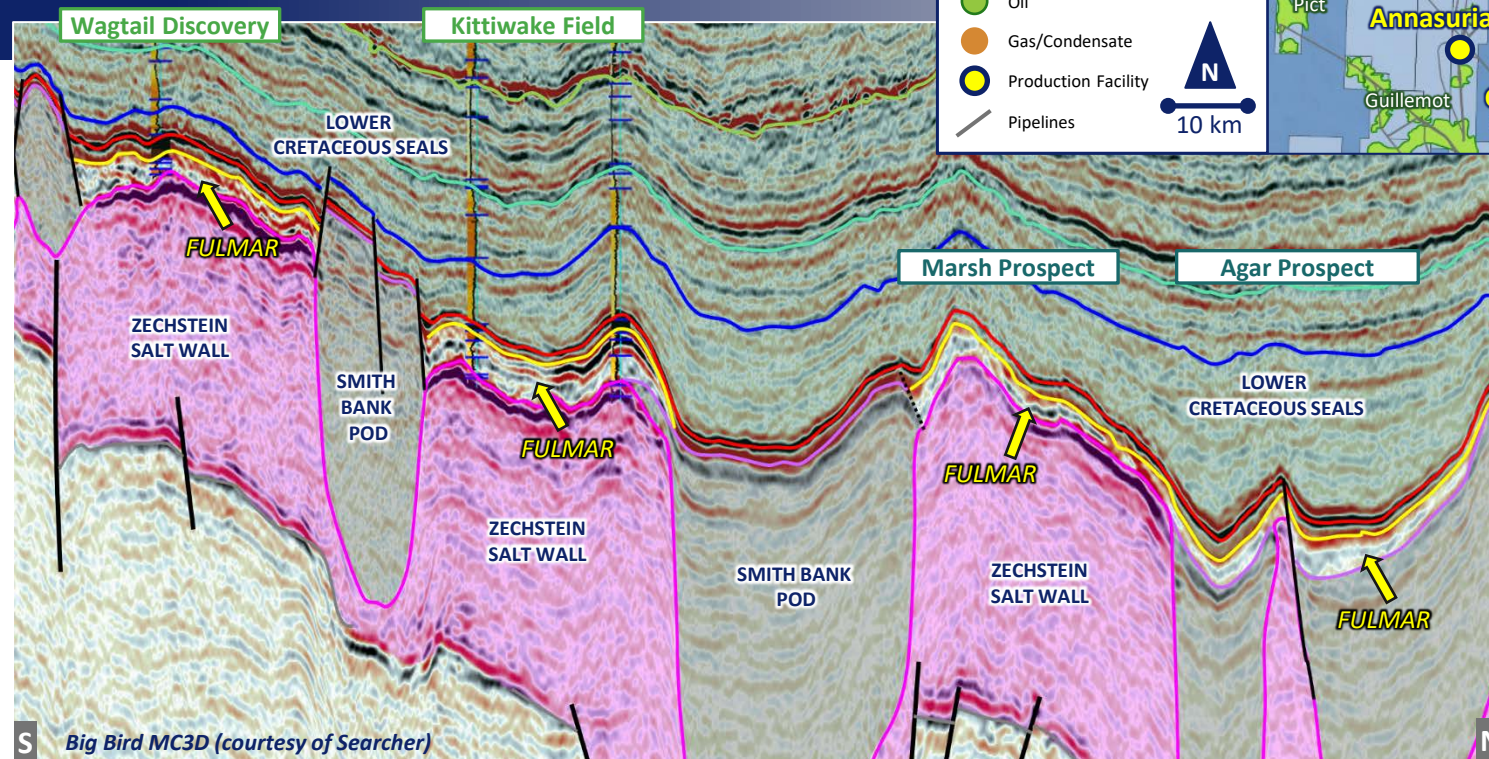 Wagtail Discovery
Kittiwake Field
Oil
Gas/Condensate
Production Facility
Pipelines
N
10 km
Pict
Annasuria
Guillemot
LOWER
CRETACEOUS SEALS
FULMAR
Marsh Prospect
Agar Prospect
ZECHSTEIN
SALT WALL
SMITH
BANK
POD
FULMAR
LOWER
CRETACEOUS SEALS
FULMAR
ZECHSTEIN
SALT WALL
SMITH BANK
POD
ZECHSTEIN
SALT WALL
FULMAR
S
Big Bird MC3D (courtesy of Searcher)